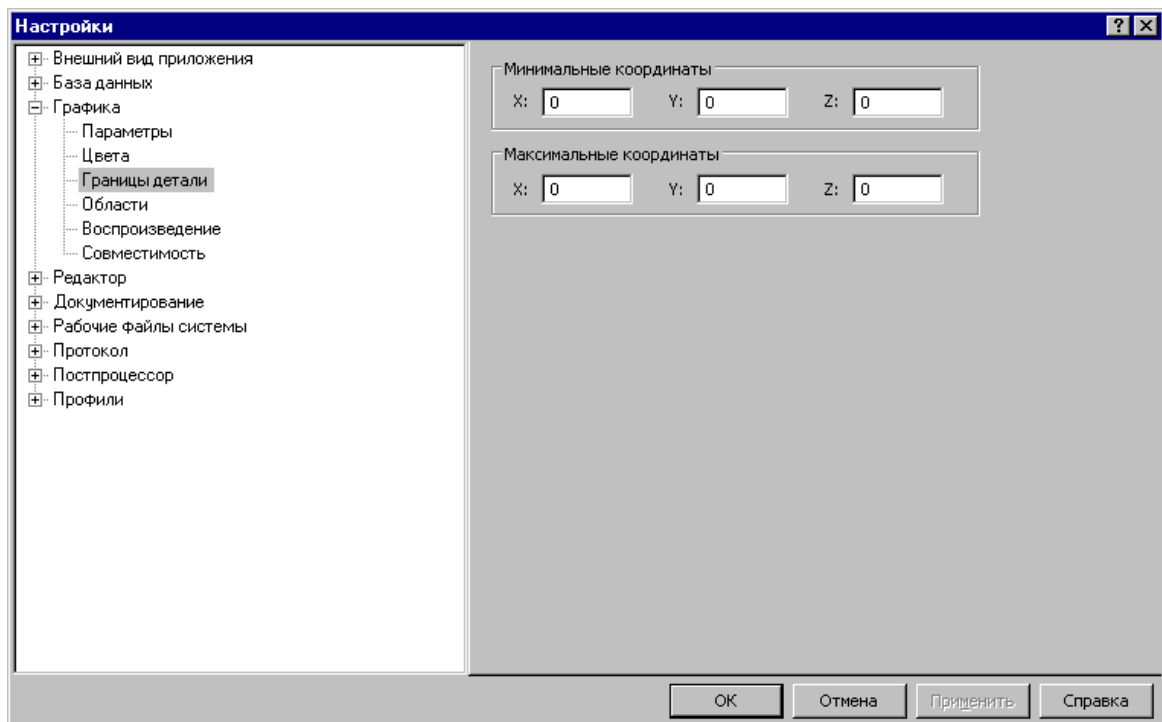 Настройки
Внешний вид приложения
База данных
Графика
Параметры
Цвета
Границы детали
Области
Воспроизведение
Совместимость
Редактор
Документирование
Рабочие файлы системы
Протокол
Постпроцессор
Профили
Минимальные координаты
X: 0 Y: 0 Z: 0
Максимальные координаты
X: 0 Y: 0 Z: 0
OK Отмена Применить Справка